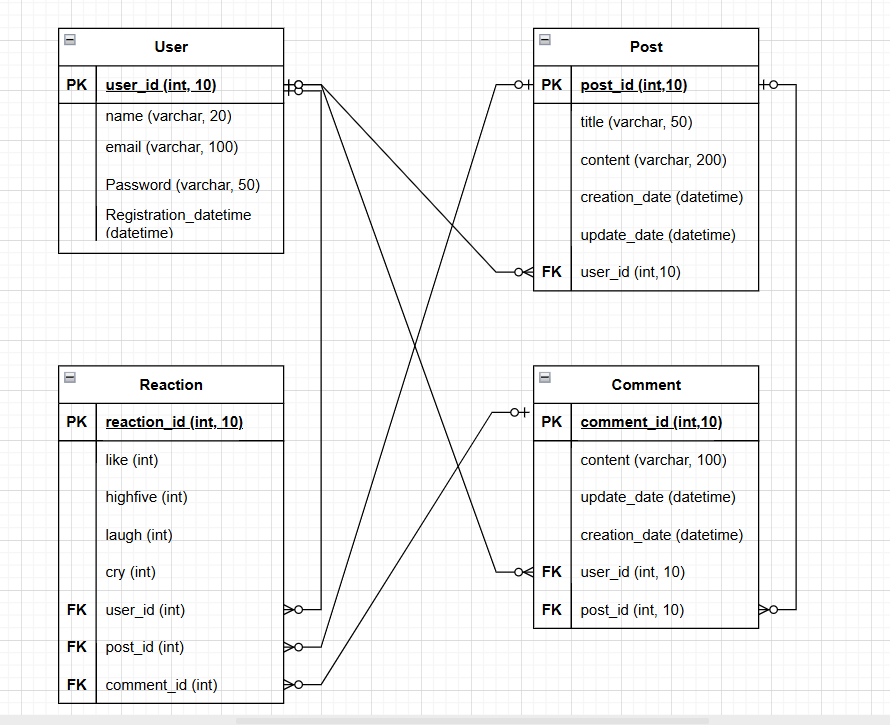 User
PK user_id (int, 10)
name (varchar, 20)
email (varchar, 100)
Password (varchar, 50)
Registration_datetime
(datetime)
Post
PK post_id (int,10)
title (varchar, 50)
content (varchar, 200)
creation_date (datetime)
update_date (datetime)
FK user_id (int,10)
Reaction
PK reaction_id (int, 10)
like (int)
highfive (int)
laugh (int)
cry (int)
FK user_id (int)
FK post_id (int)
FK comment_id (int)
Comment
PK comment_id (int,10)
content (varchar, 100)
update_date (datetime)
creation_date (datetime)
FK user_id (int, 10)
FK post_id (int, 10)